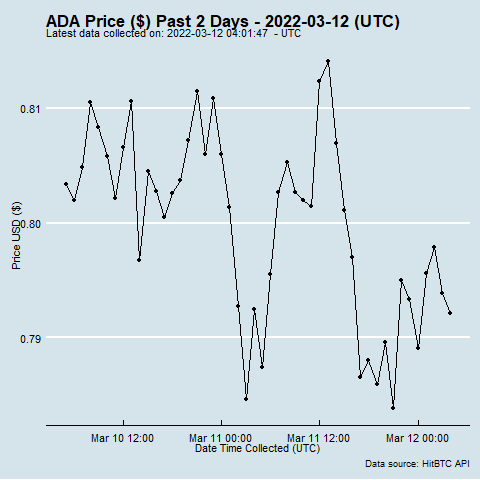 ADA Price ($) Past 2 Days - 2022-03-12 (UTC)
Latest data collected on: 2022-03-12 04:01:47 - UTC
Price USD ($)
0.81
0.80
0.79
Mar 10 12:00
Mar 11 00:00
Mar 11 12:00
Mar 12 00:00
Date Time Collected (UTC)
Data source: HitBTC API